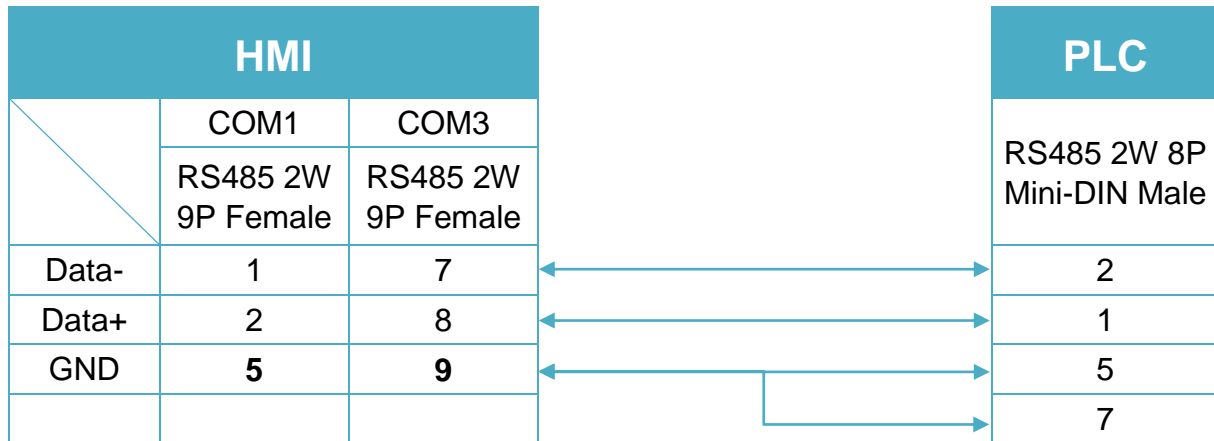 HMI
PLC
COM1 COM3
RS485 2W
9P Female
RS485 2W
9P Female
RS485 2W 8P
Mini-DIN Male
Data- 1 7 2
Data+ 2 8 1
GND 5 9 5
7